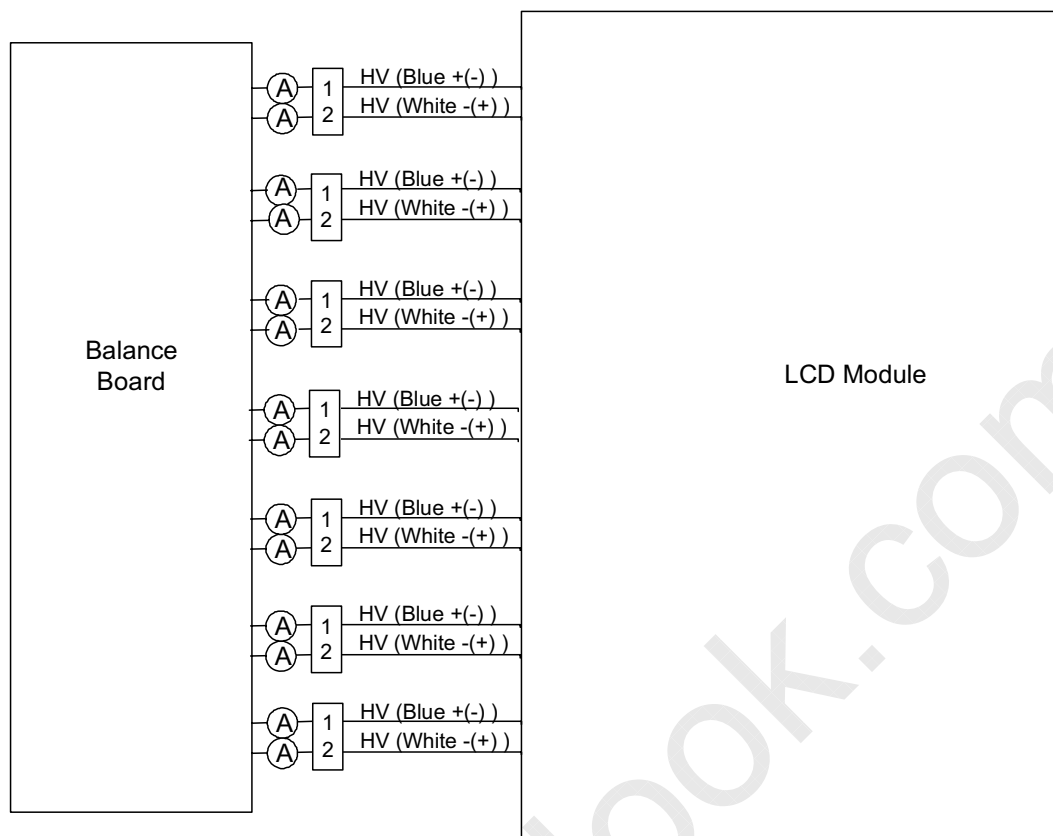 HV (Blue +(-) )
A 1
HV (White -(+) )
A 2
HV (Blue +(-) )
A 1
HV (White -(+) )
A 2
HV (Blue +(-) )
A 1
HV (White -(+) )
A 2
Balance
Board
LCD Module
HV (Blue +(-) )
A 1
HV (White -(+) )
A 2
HV (Blue +(-) )
A 1
HV (White -(+) )
A 2
HV (Blue +(-) )
A 1
HV (White -(+) )
A 2
HV (Blue +(-) )
A 1
HV (White -(+) )
A 2
look.com